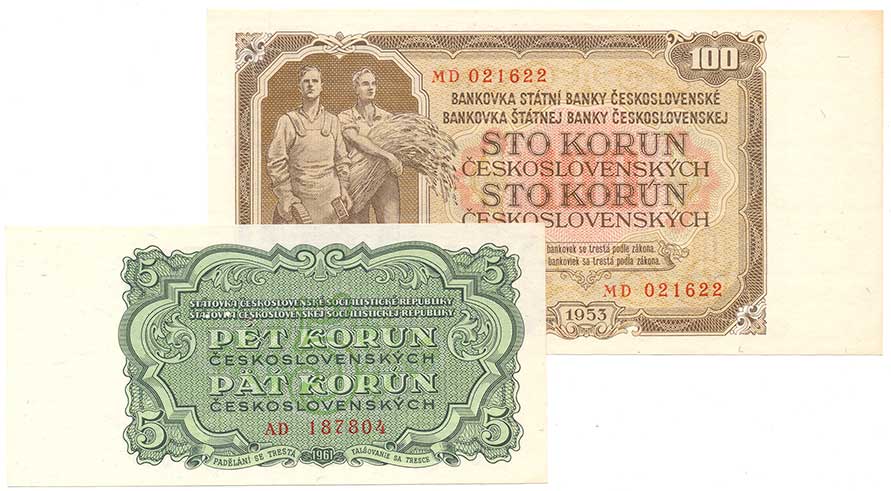 100
MD 021622
BANKOVKA STÁTNÍ BANKY ČESKOSLOVENSKÉ
BANKOVKA ŠTÁTNEJ BANKY ČESKOSLOVENSKEJ
STO KORUN
ČESKOSLOVENSKÝCH
STO KORÚN
ČESKOSLOVENSKÝCH
bankovek se trestá podle zákona.
bankoviek sa trestá podľa zákona.
MD 021622
1953
5 5
STÁTOVKA ČESKOSLOVENSKÉ SOCIALISTICKÉ REPUBLIKY
ŠTÁTOVKA ČESKOSLOVENSKEJ SOCIALISTICKEJ REPUBLIKY
PĚT KORUN
ČESKOSLOVENSKÝCH
PÄŤ KORÚN
ČESKOSLOVENSKÝCH
5 5
AD 187804
PADĚLÁNÍ SE TRESTÁ 1961 FALŠOVANIE SA TRESCE